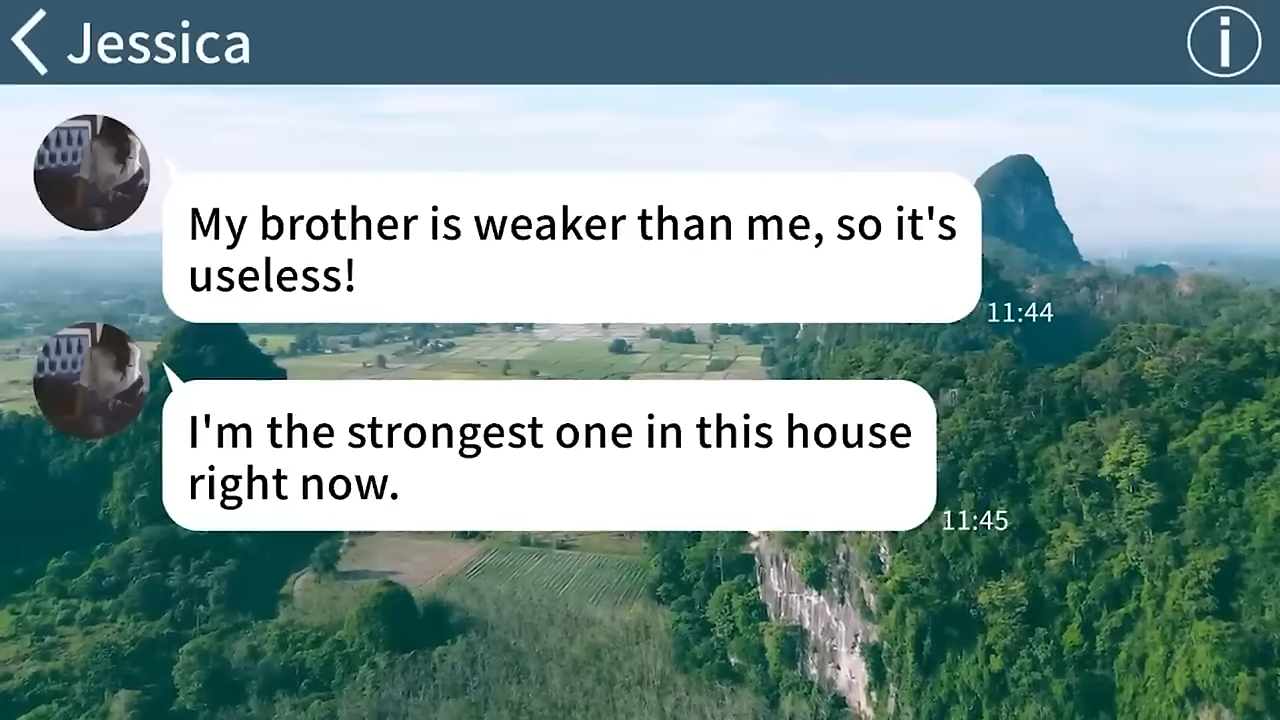 Jessica
My brother is weaker than me, so it's
useless!
11:44
I'm the strongest one in this house
right now.
11:45